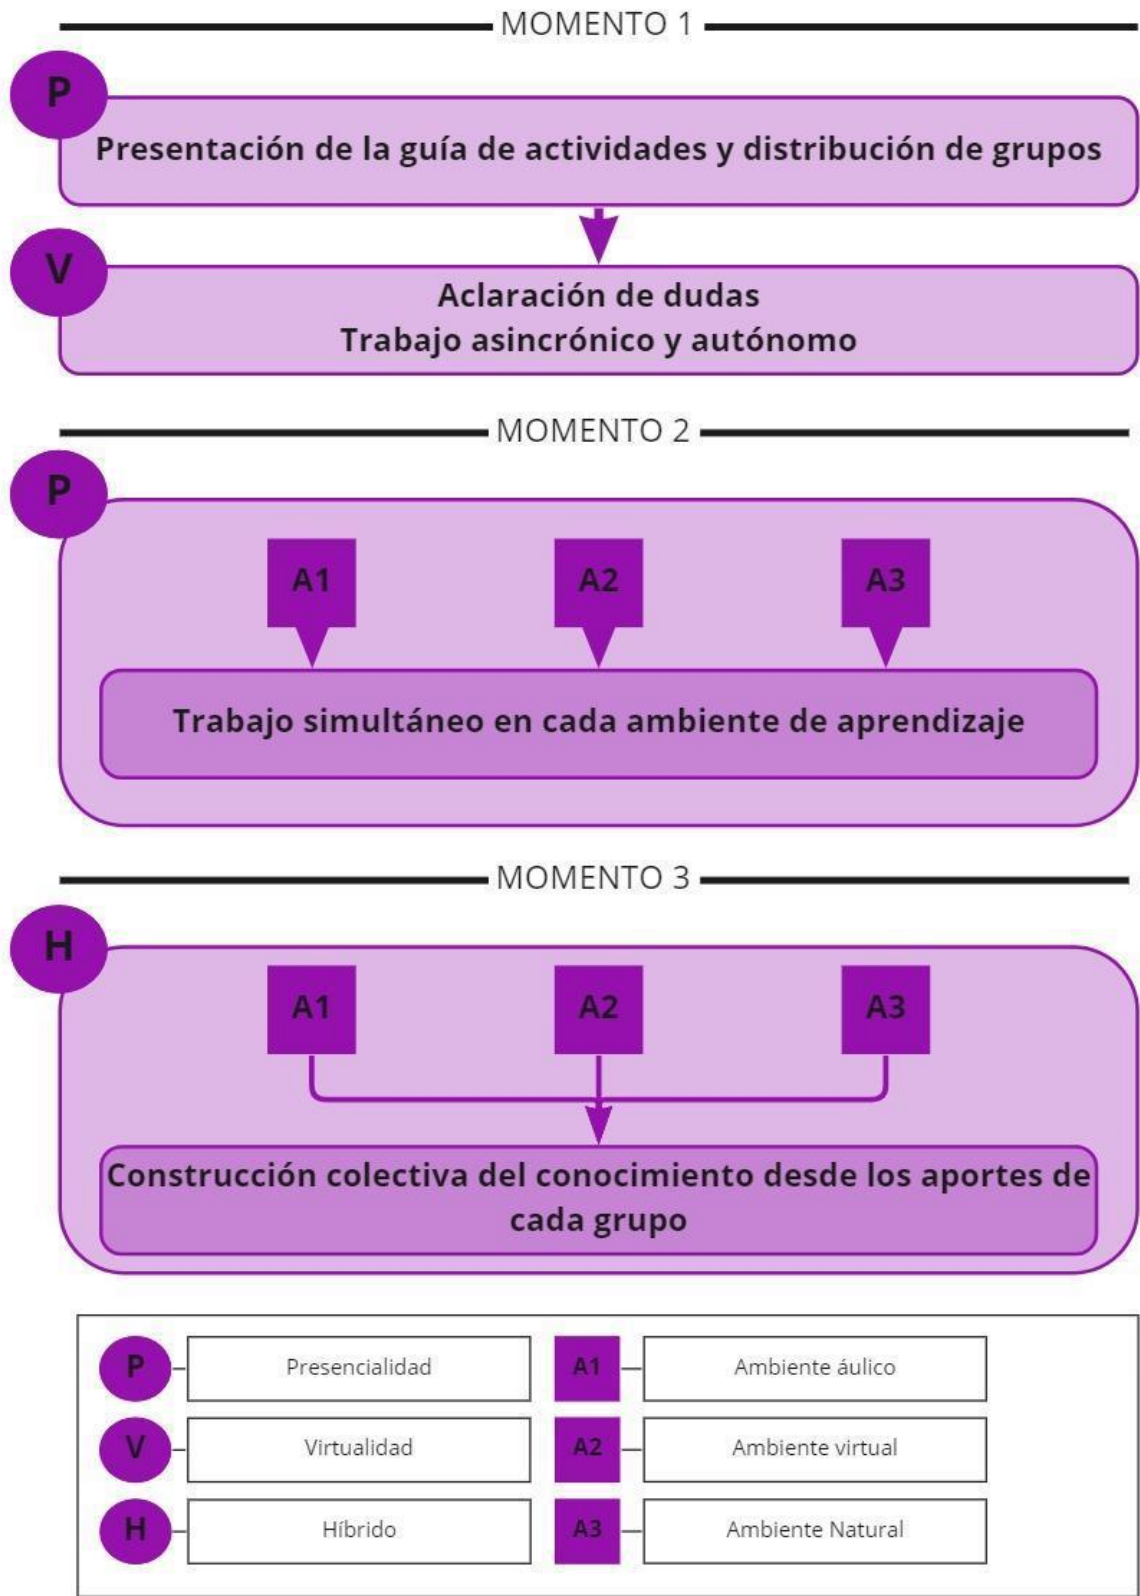 MOMENTO 1
P
Presentación de la guía de actividades y distribución de grupos
V
Aclaración de dudas
Trabajo asincrónico y autónomo
MOMENTO 2
P
A1
A2
A3
Trabajo simultáneo en cada ambiente de aprendizaje
MOMENTO 3
H
A1
A2
A3
Construcción colectiva del conocimiento desde los aportes de
cada grupo
P
Presencialidad
A1
Ambiente áulico
V
Virtualidad
A2
Ambiente virtual
H
Híbrido
A3
Ambiente Natural